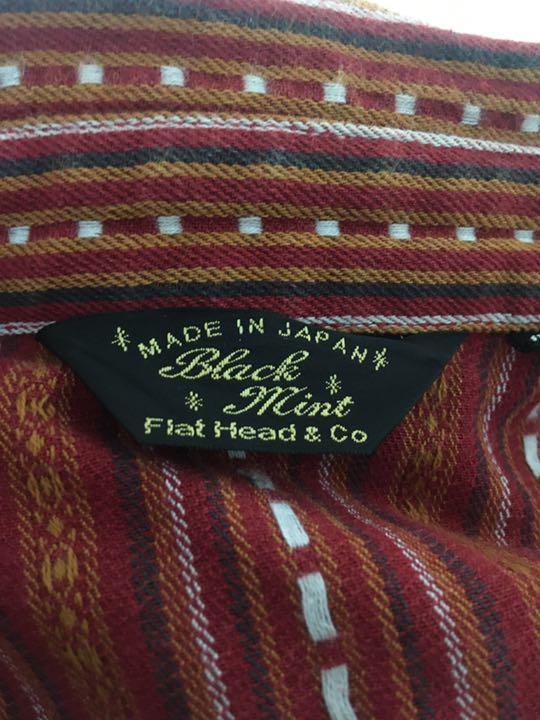 MADE IN JAPAN
Black
Mint
Flat Head & Co